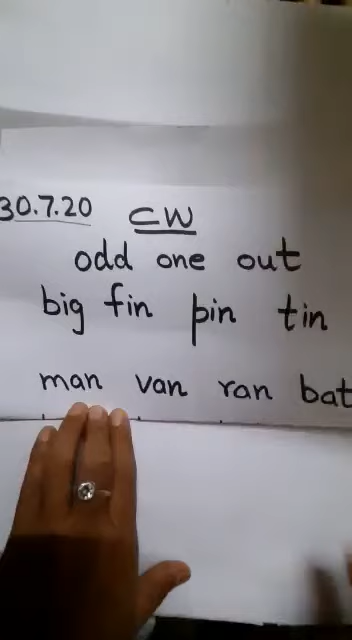 30.7.20 CW
odd one out
big fin pin tin
man van ran bat